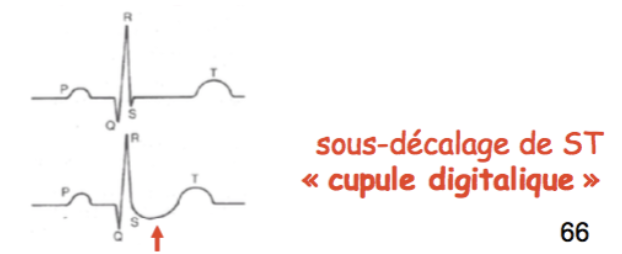 R
P
T
Q
S
R
P
T
S
Q
sous-décalage de ST
« cupule digitalique »
66